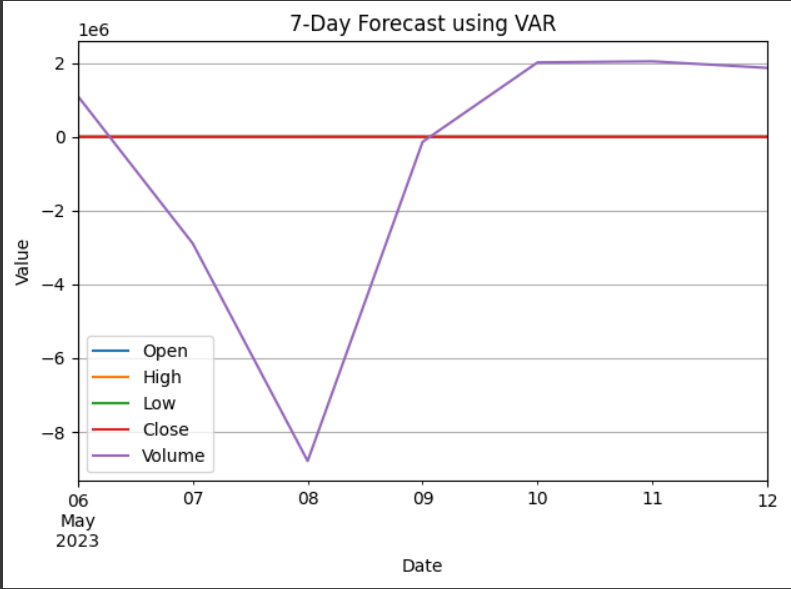 7-Day Forecast using VAR
1e6
2
0
−2
−4
−6
−8
Value
Open
High
Low
Close
Volume
06 07 08 09 10 11 12
May
2023
Date